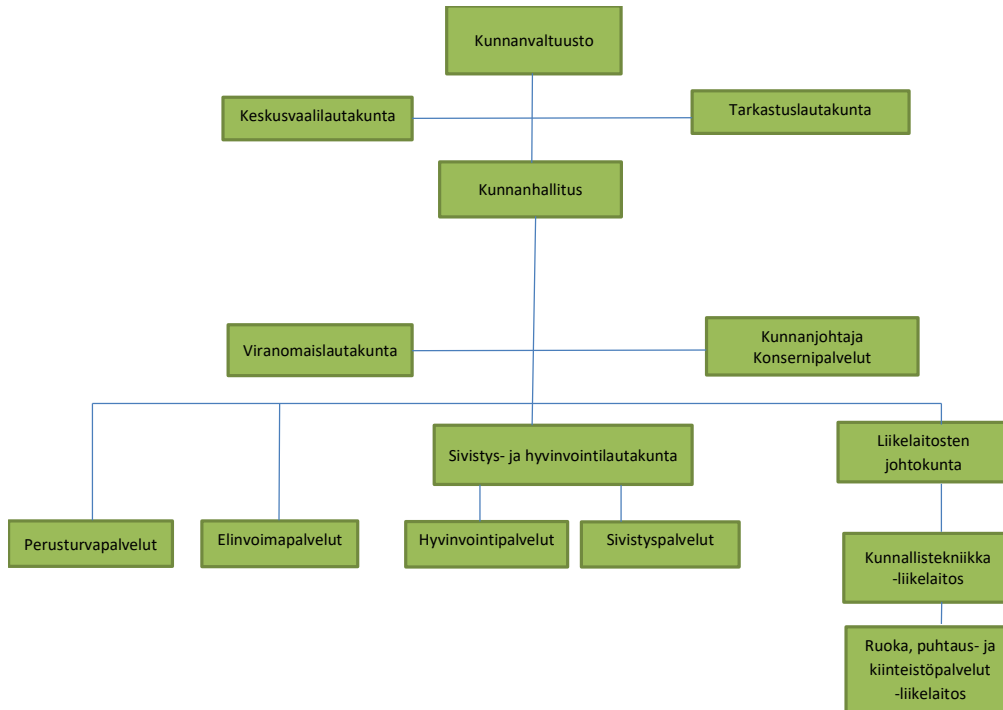 Kunnanvaltuusto
Keskusvaalilautakunta
Tarkastuslautakunta
Kunnanhallitus
Viranomaislautakunta
Kunnanjohtaja
Konsernipalvelut
Sivistys- ja hyvinvointilautakunta
Liikelaitosten
johtokunta
Perusturvapalvelut
Elinvoimapalvelut
Hyvinvointipalvelut
Sivistyspalvelut
Kunnallistekniikka
-liikelaitos
Ruoka, puhtaus- ja
kiinteistöpalvelut
-liikelaitos